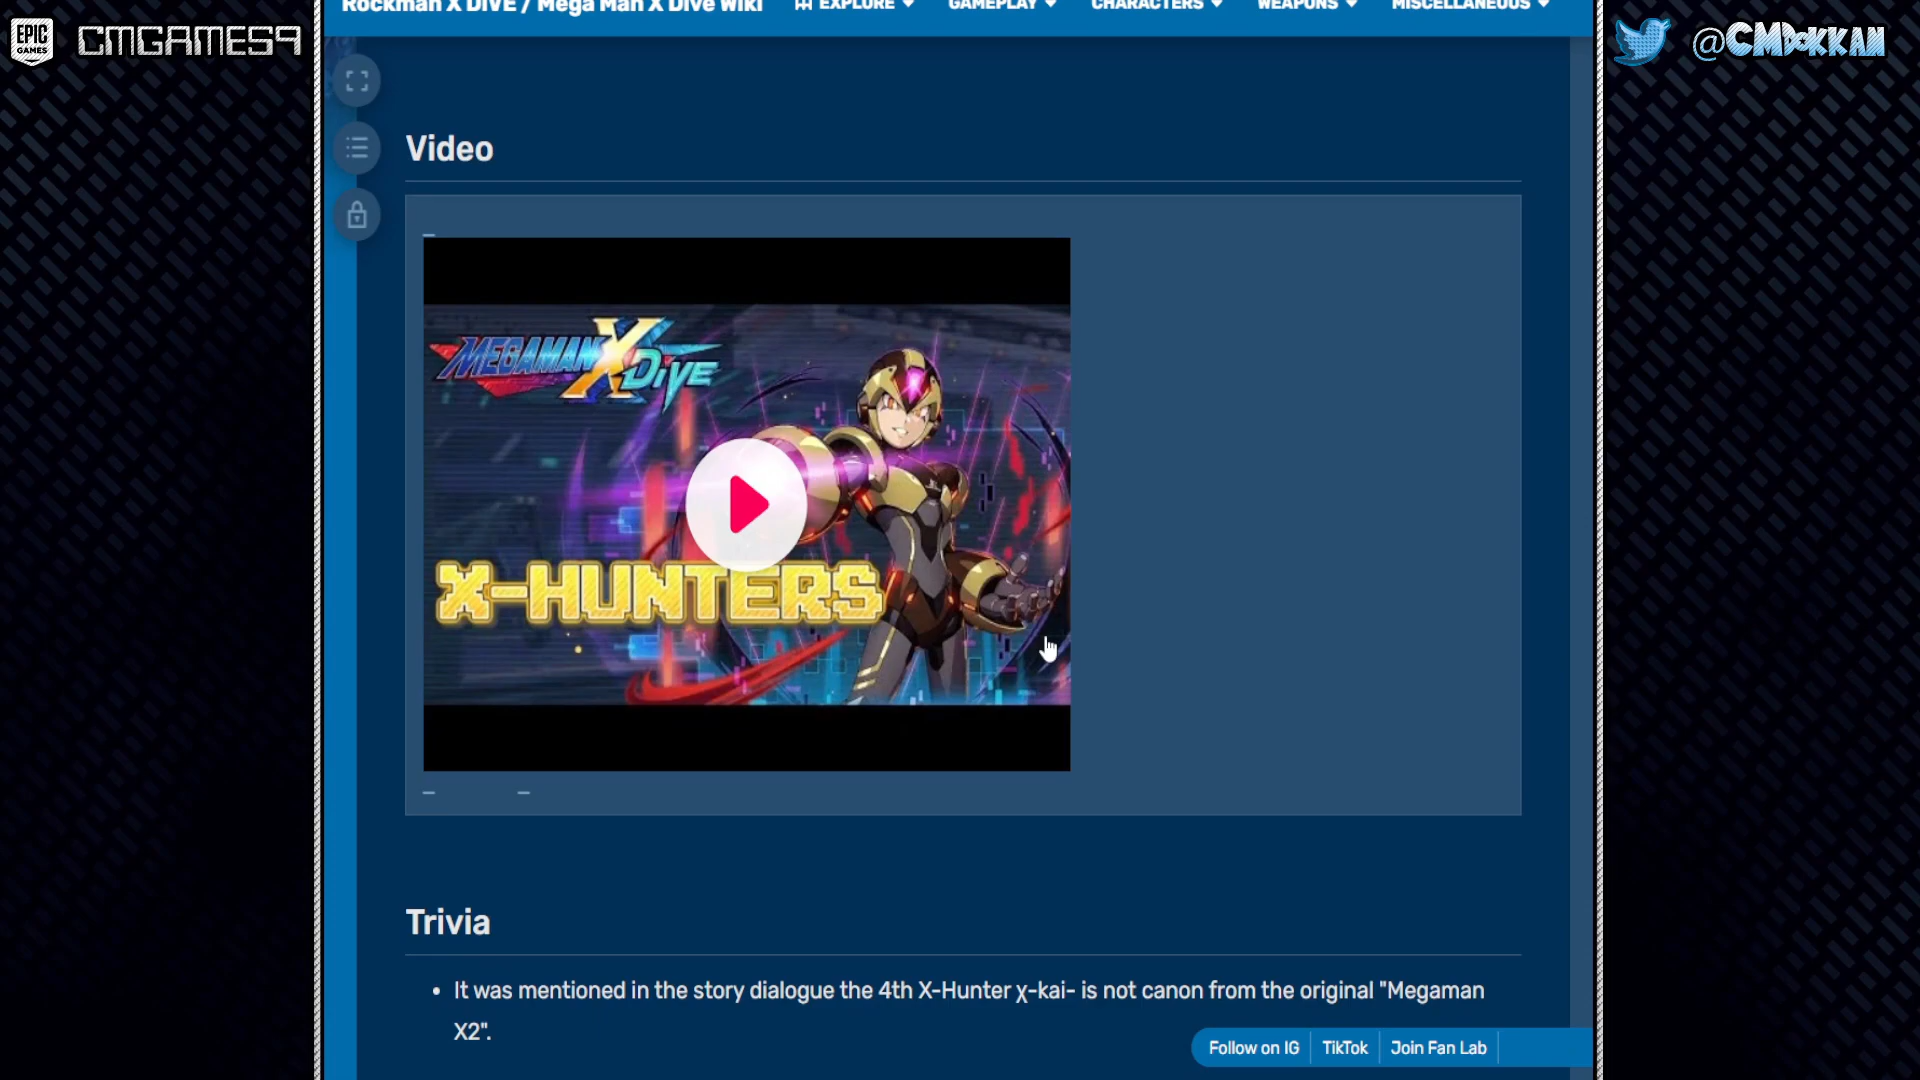 EPIC
GAMES
CMGAMES9
Rockman X DiVE / Mega Man X Dive Wiki
EXPLORE
GAMEPLAY
CHARACTERS
WEAPONS
MISCELLANEOUS
@CMDOKKAN
Video
MEGAMAN X DiVE
X-HUNTERS
Trivia
• It was mentioned in the story dialogue the 4th X-Hunter χ-kai- is not canon from the original "Megaman
X2".
Follow on IG
TikTok
Join Fan Lab